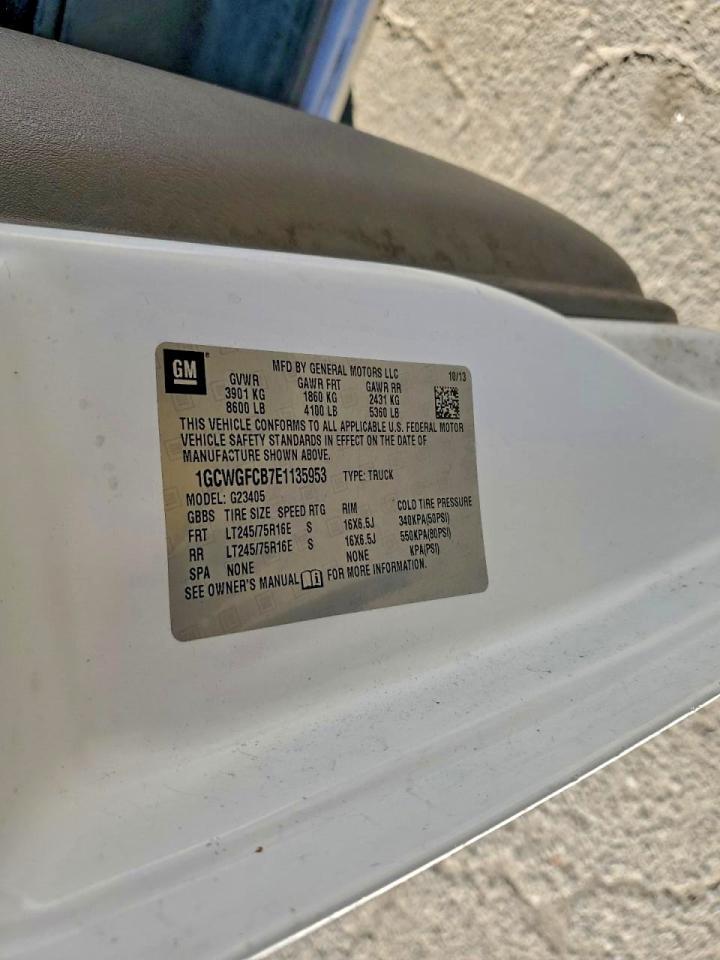 GM
MFD BY GENERAL MOTORS LLC 10/13
GVWR GAWR FRT GAWR RR
3901 KG 1860 KG 2431 KG
8600 LB 4100 LB 5360 LB
THIS VEHICLE CONFORMS TO ALL APPLICABLE U.S. FEDERAL MOTOR
VEHICLE SAFETY STANDARDS IN EFFECT ON THE DATE OF
MANUFACTURE SHOWN ABOVE.
1GCWGFCB7E1135953 TYPE: TRUCK
MODEL: G23405
GBBS TIRE SIZE SPEED RTG RIM COLD TIRE PRESSURE
FRT LT245/75R16E S 16X6.5J 340KPA(50PSI)
RR LT245/75R16E S 16X6.5J 550KPA(80PSI)
SPA NONE NONE KPA(PSI)
SEE OWNER'S MANUAL FOR MORE INFORMATION.